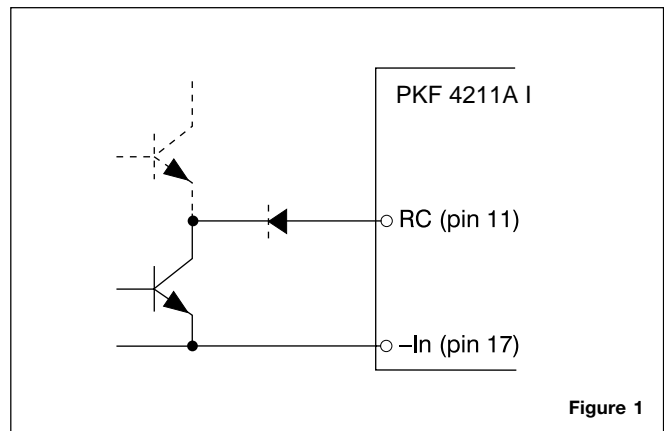 PKF 4211A I
RC (pin 11)
–In (pin 17)
Figure 1